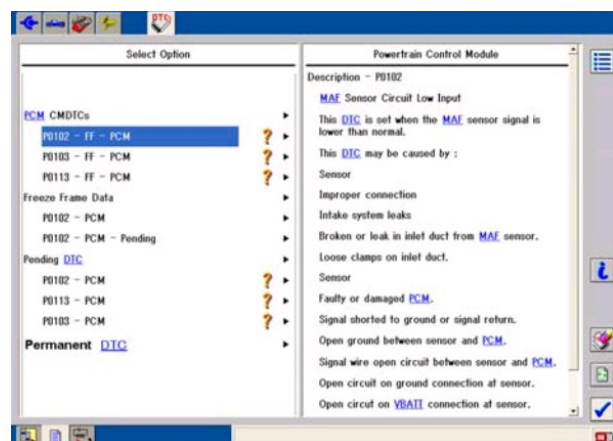 DTC
Select Option
PCM CMDTCs
P0102 - FF - PCM
P0103 - FF - PCM
P0113 - FF - PCM
Freeze Frame Data
P0102 - PCM
P0102 - PCM - Pending
Pending DTC
P0102 - PCM
P0113 - PCM
P0103 - PCM
Permanent DTC
Powertrain Control Module
Description - P0102
MAF Sensor Circuit Low Input
This DTC is set when the MAF sensor signal is
lower than normal.
This DTC may be caused by :
Sensor
Improper connection
Intake system leaks
Broken or leak in inlet duct from MAF sensor.
Loose clamps on inlet duct.
Sensor
Faulty or damaged PCM.
Signal shorted to ground or signal return.
Open ground between sensor and PCM.
Signal wire open circuit between sensor and PCM.
Open circuit on ground connection at sensor.
Open circut on VBATT connection at sensor.